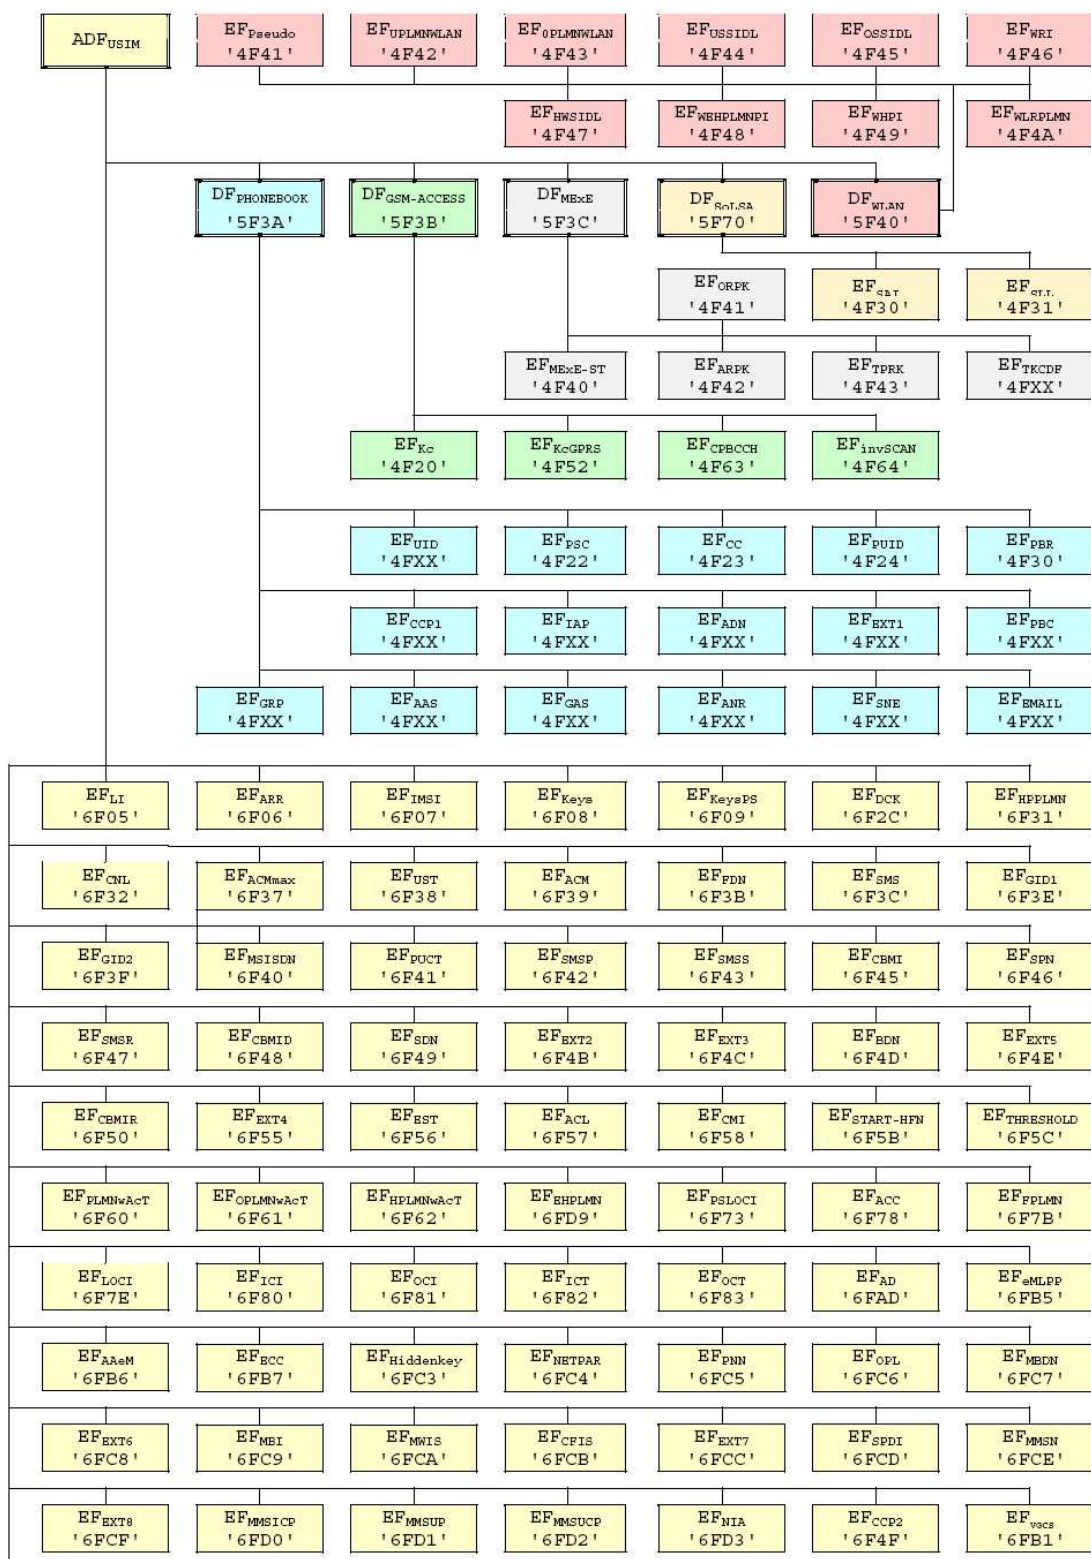 ADFUSIM EFPseudo EFUPLMNWLAN EF0PLMNWLAN EFUSSIDL EFOSSIDL EFWRI
'4F41' '4F42' '4F43' '4F44' '4F45' '4F46'
EFHWSIDL EFWEHPLMNPI EFWHPI EFWLRPLMN
'4F47' '4F48' '4F49' '4F4A'
DFPHONEBOOK DFGSM-ACCESS DFMExE DFSoLSA DFWLAN
'5F3A' '5F3B' '5F3C' '5F70' '5F40'
EFORPK EFSAI EFSLL
'4F41' '4F30' '4F31'
EFMExE-ST EFARPK EFTPRK EFTKCDF
'4F40' '4F42' '4F43' '4FXX'
EFKc EFKcGPRS EFCPBCCH EFinvSCAN
'4F20' '4F52' '4F63' '4F64'
EFUID EFPSC EFCC EFPUID EFPBR
'4FXX' '4F22' '4F23' '4F24' '4F30'
EFCCP1 EFIAP EFADN EFEXT1 EFPBC
'4FXX' '4FXX' '4FXX' '4FXX' '4FXX'
EFGRP EFAAS EFGAS EFANR EFSNE EFEMAIL
'4FXX' '4FXX' '4FXX' '4FXX' '4FXX' '4FXX'
EFLI EFARR EFIMSI EFKeys EFKeysPS EFDCK EFHPPLMN
'6F05' '6F06' '6F07' '6F08' '6F09' '6F2C' '6F31'
EFCNL EFACMmax EFUST EFACM EFFDN EFSMS EFGID1
'6F32' '6F37' '6F38' '6F39' '6F3B' '6F3C' '6F3E'
EFGID2 EFMSISDN EFPUCT EFSMSP EFSMSS EFCBMI EFSPN
'6F3F' '6F40' '6F41' '6F42' '6F43' '6F45' '6F46'
EFSMSR EFCBMID EFSDN EFEXT2 EFEXT3 EFBDN EFEXT5
'6F47' '6F48' '6F49' '6F4B' '6F4C' '6F4D' '6F4E'
EFCBMIR EFEXT4 EFEST EFACL EFCMI EFSTART-HFN EFTHRESHOLD
'6F50' '6F55' '6F56' '6F57' '6F58' '6F5B' '6F5C'
EFPLMNwAcT EFOPLMNwAcT EFHPLMNwAcT EFEHPLMN EFPSLOCI EFACC EFFPLMN
'6F60' '6F61' '6F62' '6FD9' '6F73' '6F78' '6F7B'
EFLOCI EFICI EFOCI EFICT EFOCT EFAD EFeMLPP
'6F7E' '6F80' '6F81' '6F82' '6F83' '6FAD' '6FB5'
EFAAeM EFECC EFHiddenkey EFNETPAR EFPNN EFOPL EFMBDN
'6FB6' '6FB7' '6FC3' '6FC4' '6FC5' '6FC6' '6FC7'
EFEXT6 EFMBI EFMWIS EFCFIS EFEXT7 EFSPDI EFMMSN
'6FC8' '6FC9' '6FCA' '6FCB' '6FCC' '6FCD' '6FCE'
EFEXT8 EFMMSICP EFMMSUP EFMMSUCP EFNIA EFCCP2 EFVGCS
'6FCF' '6FD0' '6FD1' '6FD2' '6FD3' '6F4F' '6FB1'